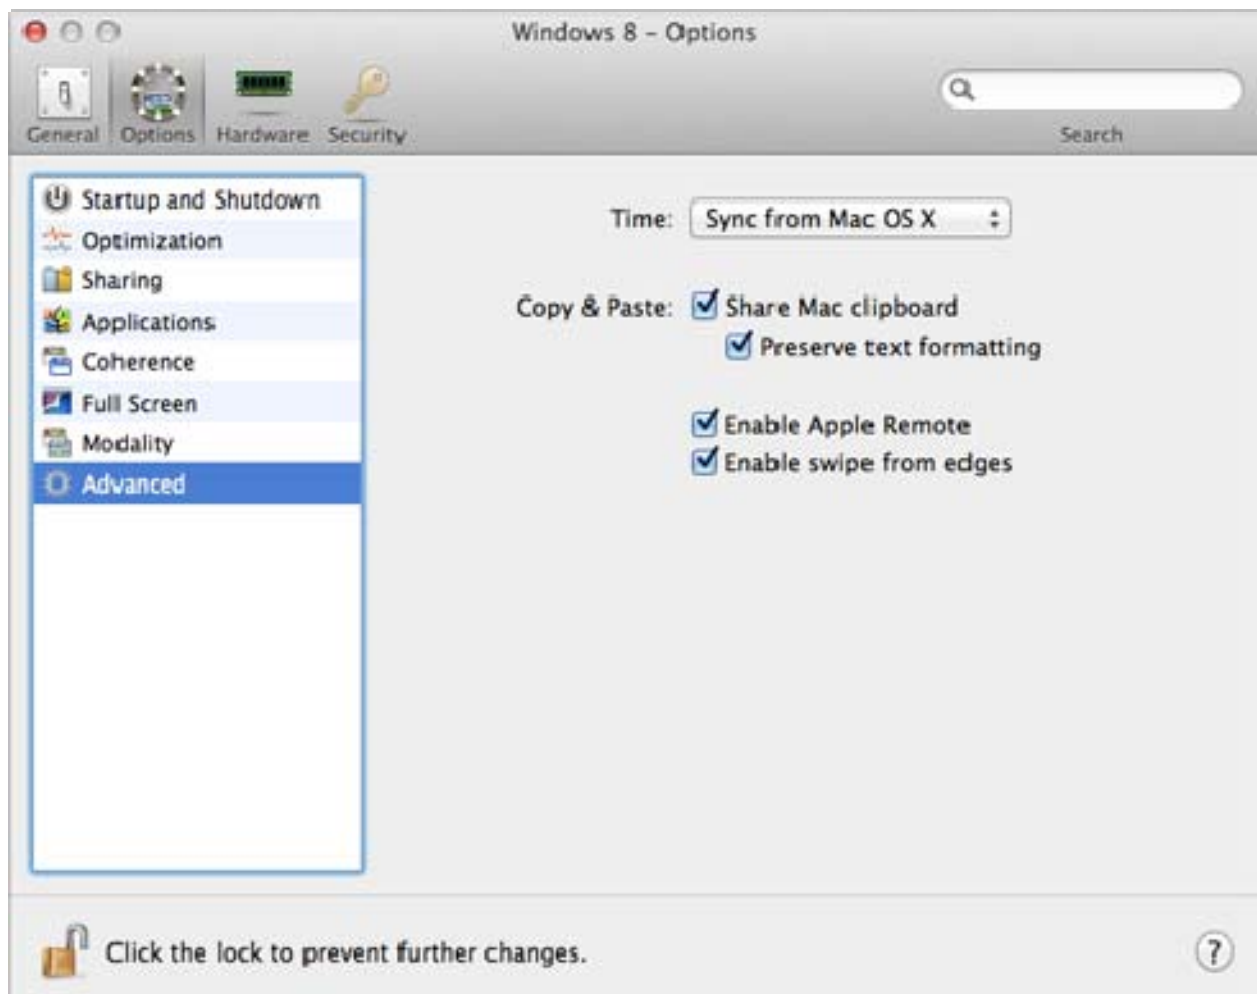 Windows 8 – Options
General Options Hardware Security Search
Startup and Shutdown
Optimization
Sharing
Applications
Coherence
Full Screen
Modality
Advanced
Time: Sync from Mac OS X
Copy & Paste: Share Mac clipboard
Preserve text formatting
Enable Apple Remote
Enable swipe from edges
Click the lock to prevent further changes.
?